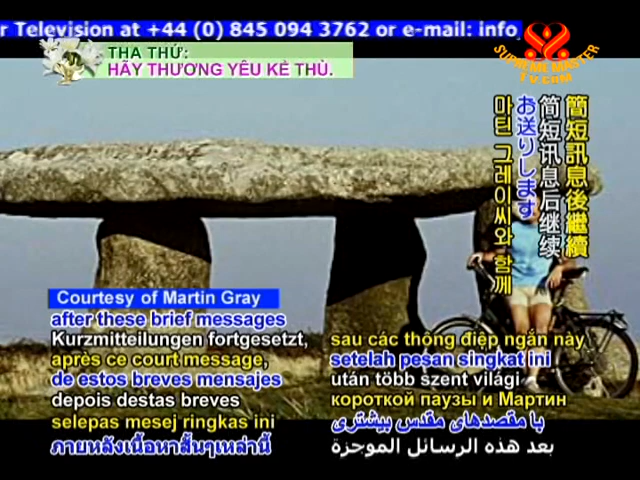 r Television at +44 (0) 845 094 3762 or e-mail: info
THA THỨ:
HÃY THƯƠNG YÊU KẺ THÙ.
SUPREME MASTER
TV.COM
簡短訊息後繼續
简短讯息后继续
お送りします
마틴 그레이씨와 함께
Courtesy of Martin Gray
after these brief messages
Kurzmitteilungen fortgesetzt,
après ce court message,
de estos breves mensajes
depois destas breves
selepas mesej ringkas ini
ภายหลังเนื้อหาสั้นๆเหล่านี้
sau các thông điệp ngắn này
setelah pesan singkat ini
után több szent világi
короткой паузы и Мартин
با مقصدهای مقدس بیشتری
بعد هذه الرسائل الموجزة